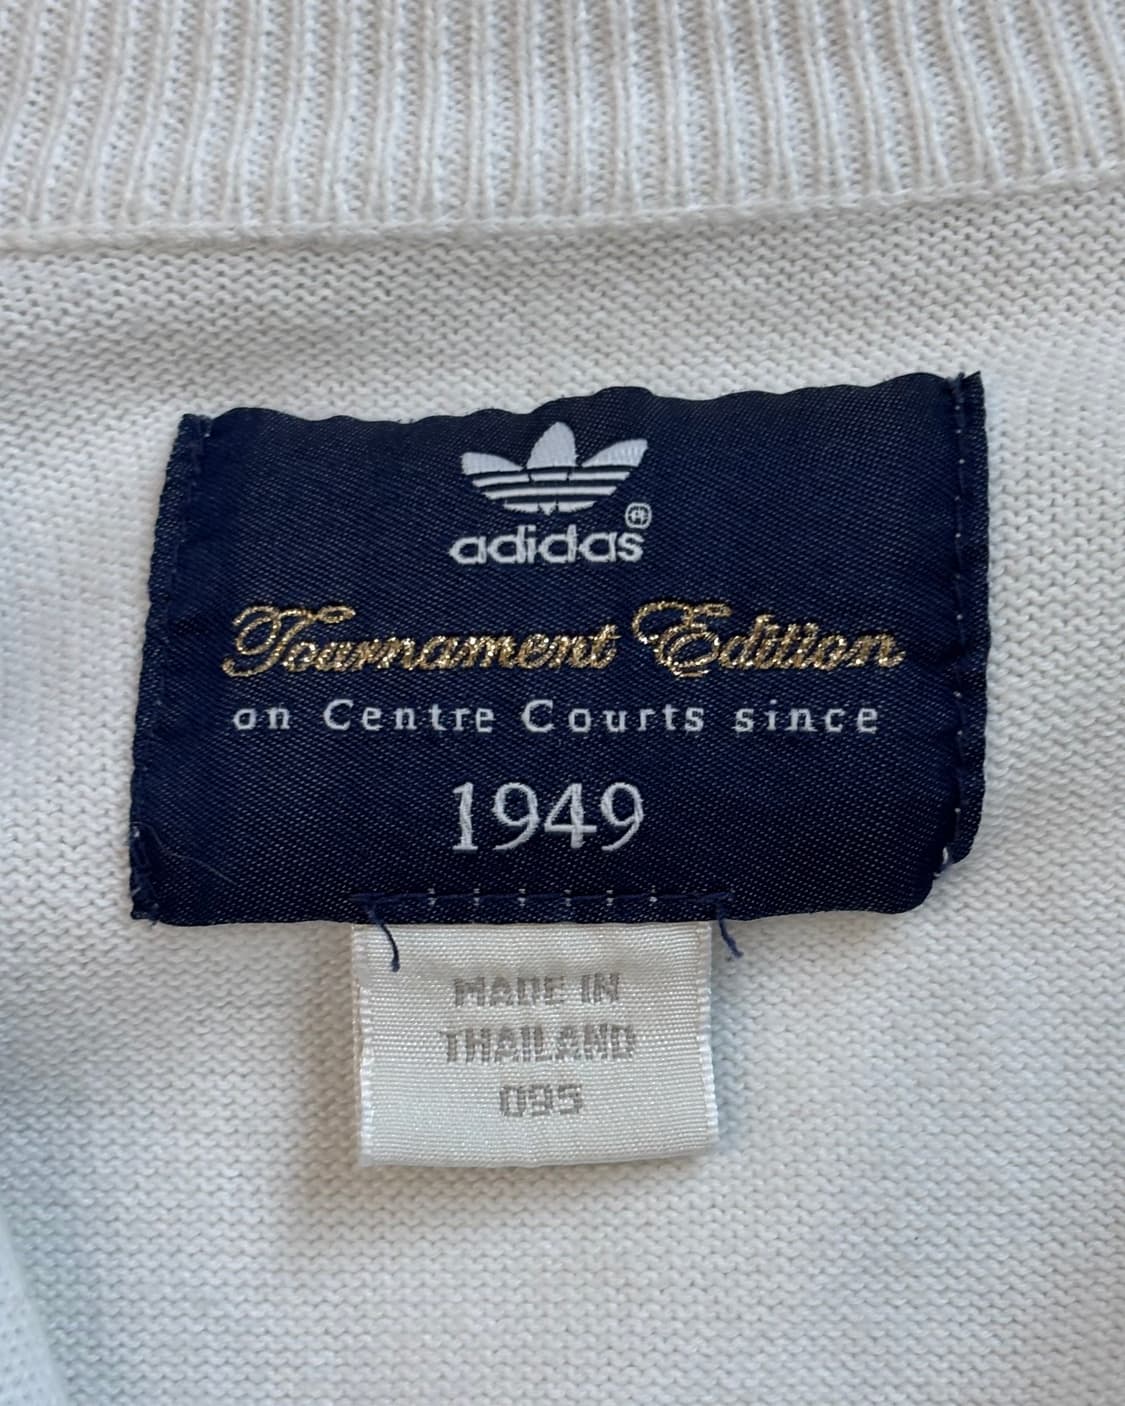 adidas®
Tournament Edition
on Centre Courts since
1949
MADE IN
THAILAND
095